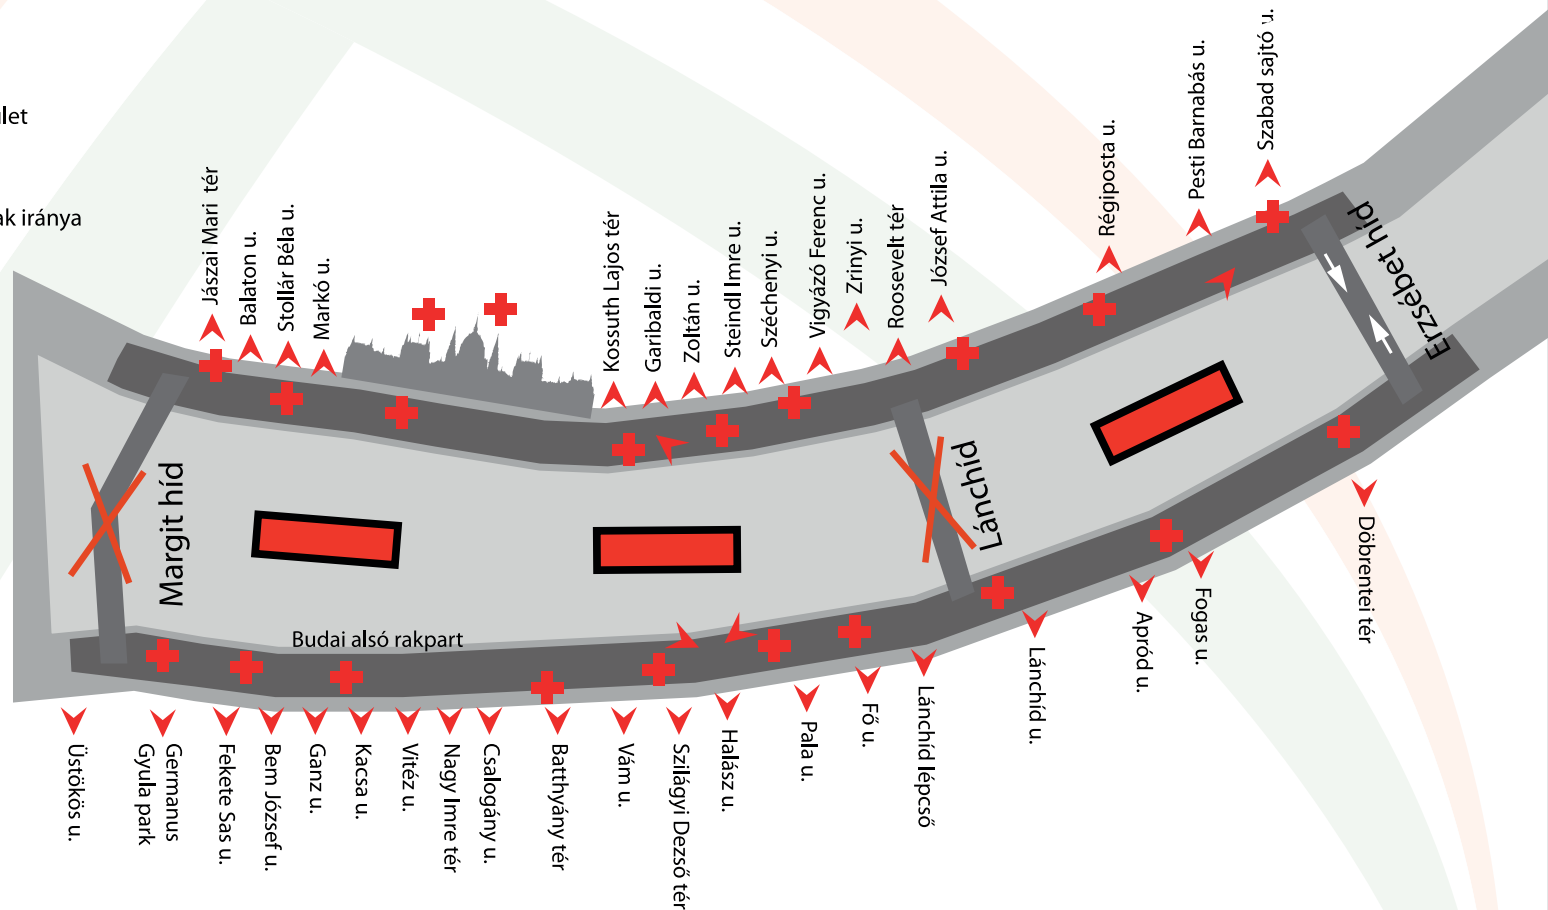 let
ak iránya
Jászai Mari tér
Balaton u.
Stollár Béla u.
Markó u.
Kossuth Lajos tér
Garibaldi u.
Zoltán u.
Steindl Imre u.
Széchenyi u.
Vigyázó Ferenc u.
Zrinyi u.
Roosevelt tér
József Attila u.
Régiposta u.
Pesti Barnabás u.
Szabad sajtó u.
Margit híd
Lánchíd
Erzsébet híd
Budai alsó rakpart
Üstökös u.
Germanus
Gyula park
Fekete Sas u.
Bem József u.
Ganz u.
Kacsa u.
Vitéz u.
Nagy Imre tér
Csalogány u.
Batthyány tér
Vám u.
Szilágyi Dezső tér
Halász u.
Pala u.
Fő u.
Lánchíd lépcső
Lánchíd u.
Apród u.
Fogas u.
Döbrentei tér